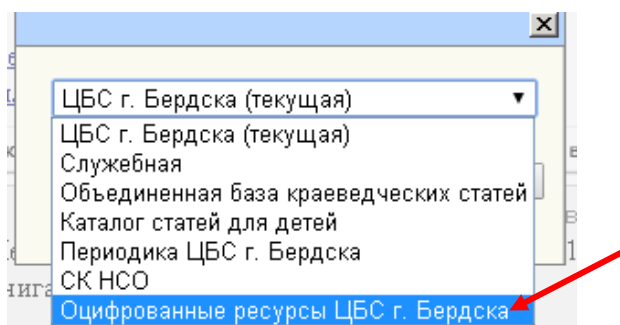 ЦБС г. Бердска (текущая)
ЦБС г. Бердска (текущая)
Служебная
Объединенная база краеведческих статей
Каталог статей для детей
Периодика ЦБС г. Бердска
СК НСО
Оцифрованные ресурсы ЦБС г. Бердска